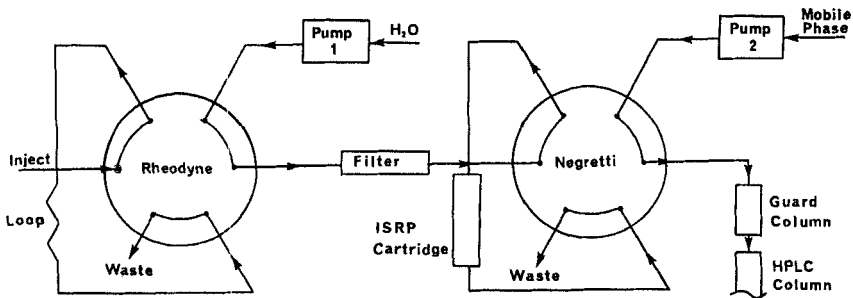 Pump
1
H₂O
Inject
Rheodyne
Loop
Waste
Filter
Mobile
Phase
Pump
2
Negretti
ISRP
Cartridge
Waste
Guard
Column
HPLC
Column